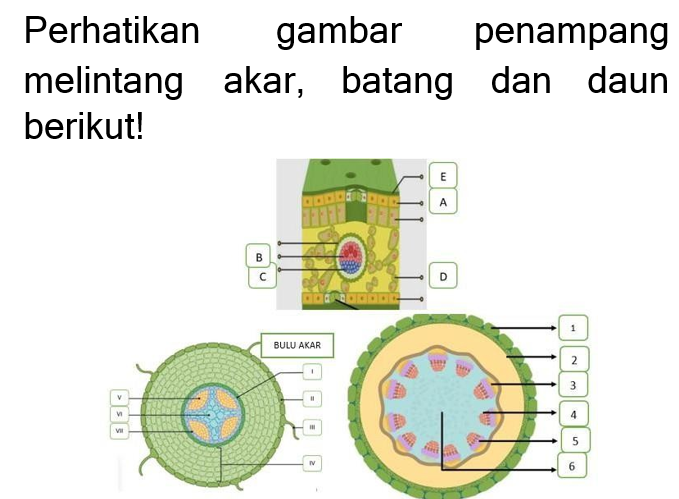 Perhatikan gambar penampang
melintang akar, batang dan daun
berikut!
E
A
B
C
D
BULU AKAR
I
II
III
IV
V
VI
VII
1
2
3
4
5
6